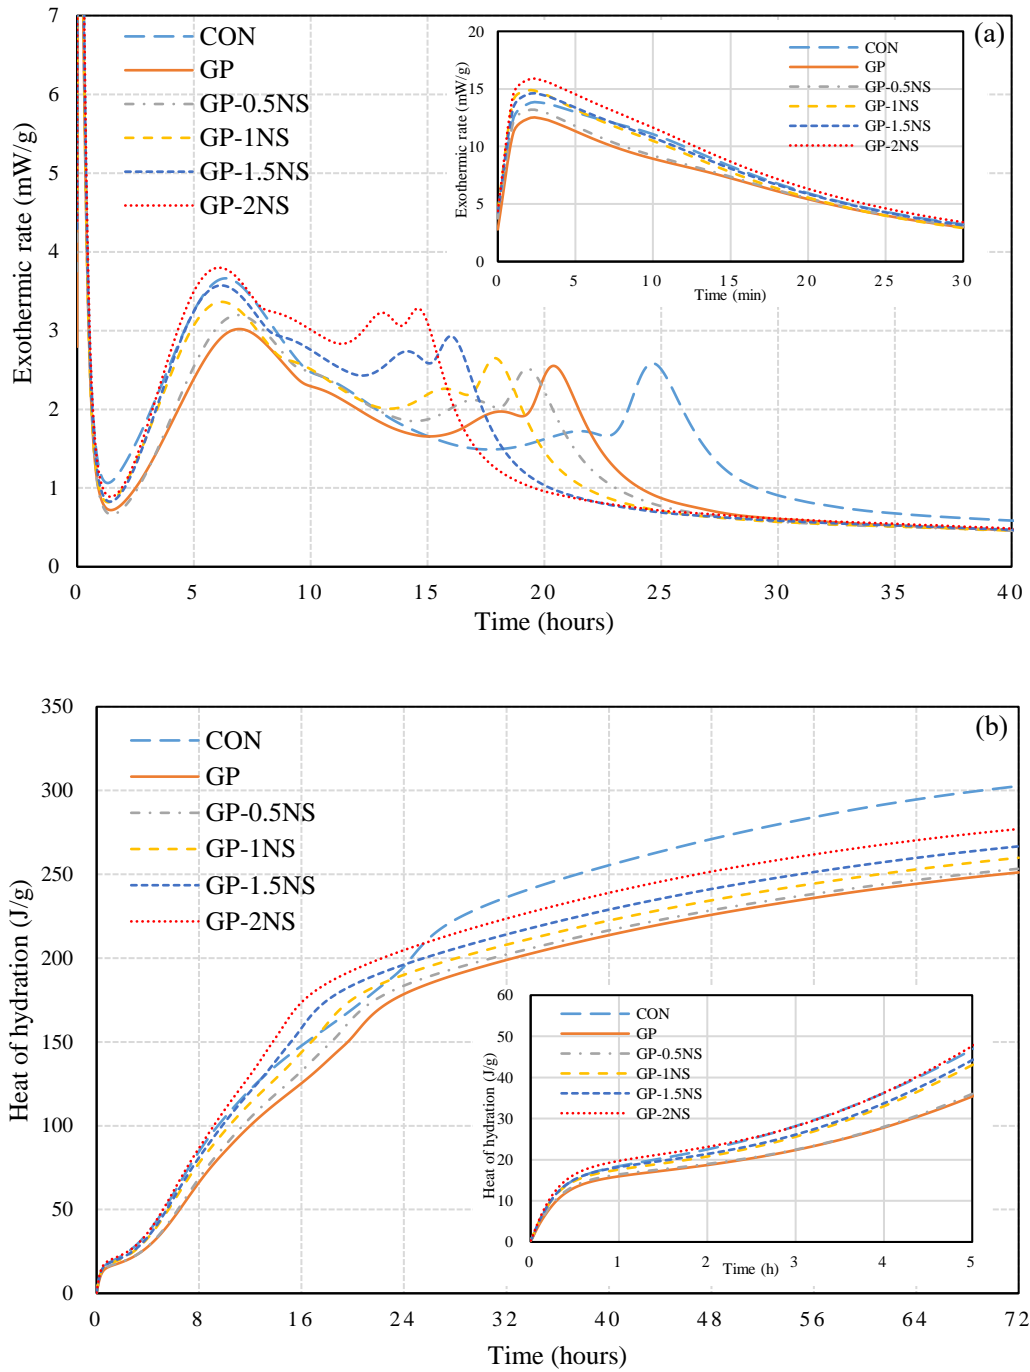 (a)
Exothermic rate (mW/g)
7
6
5
4
3
2
1
0
CON
GP
GP-0.5NS
GP-1NS
GP-1.5NS
GP-2NS
Exothermic rate (mW/g)
20
15
10
5
0
CON
GP
GP-0.5NS
GP-1NS
GP-1.5NS
GP-2NS
0 5 10 15 20 25 30
Time (min)
0 5 10 15 20 25 30 35 40
Time (hours)
(b)
Heat of hydration (J/g)
350
300
250
200
150
100
50
0
CON
GP
GP-0.5NS
GP-1NS
GP-1.5NS
GP-2NS
Heat of hydration (J/g)
60
50
40
30
20
10
0
CON
GP
GP-0.5NS
GP-1NS
GP-1.5NS
GP-2NS
0 1 2 3 4 5
Time (h)
0 8 16 24 32 40 48 56 64 72
Time (hours)